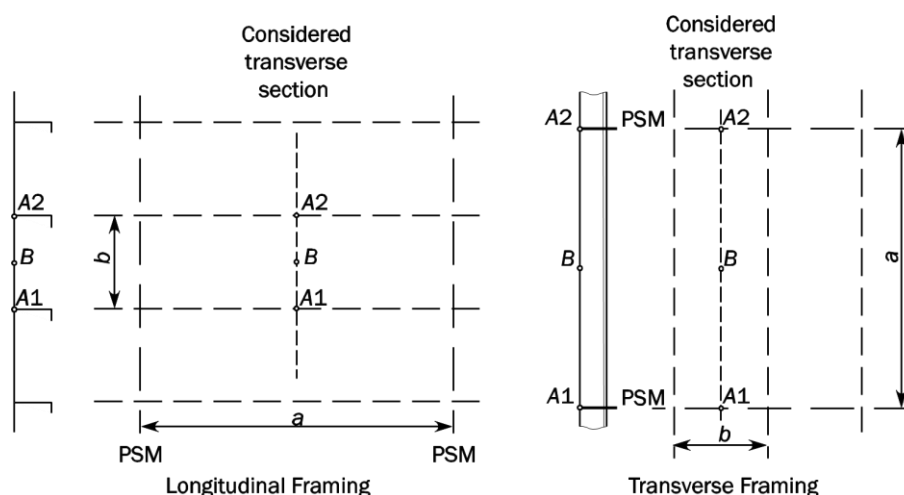 Considered
transverse
section
A2
B
A1
b
A2
B
A1
a
PSM
PSM
Longitudinal Framing
Considered
transverse
section
A2
PSM
A2
B
B
a
A1
PSM
A1
b
Transverse Framing